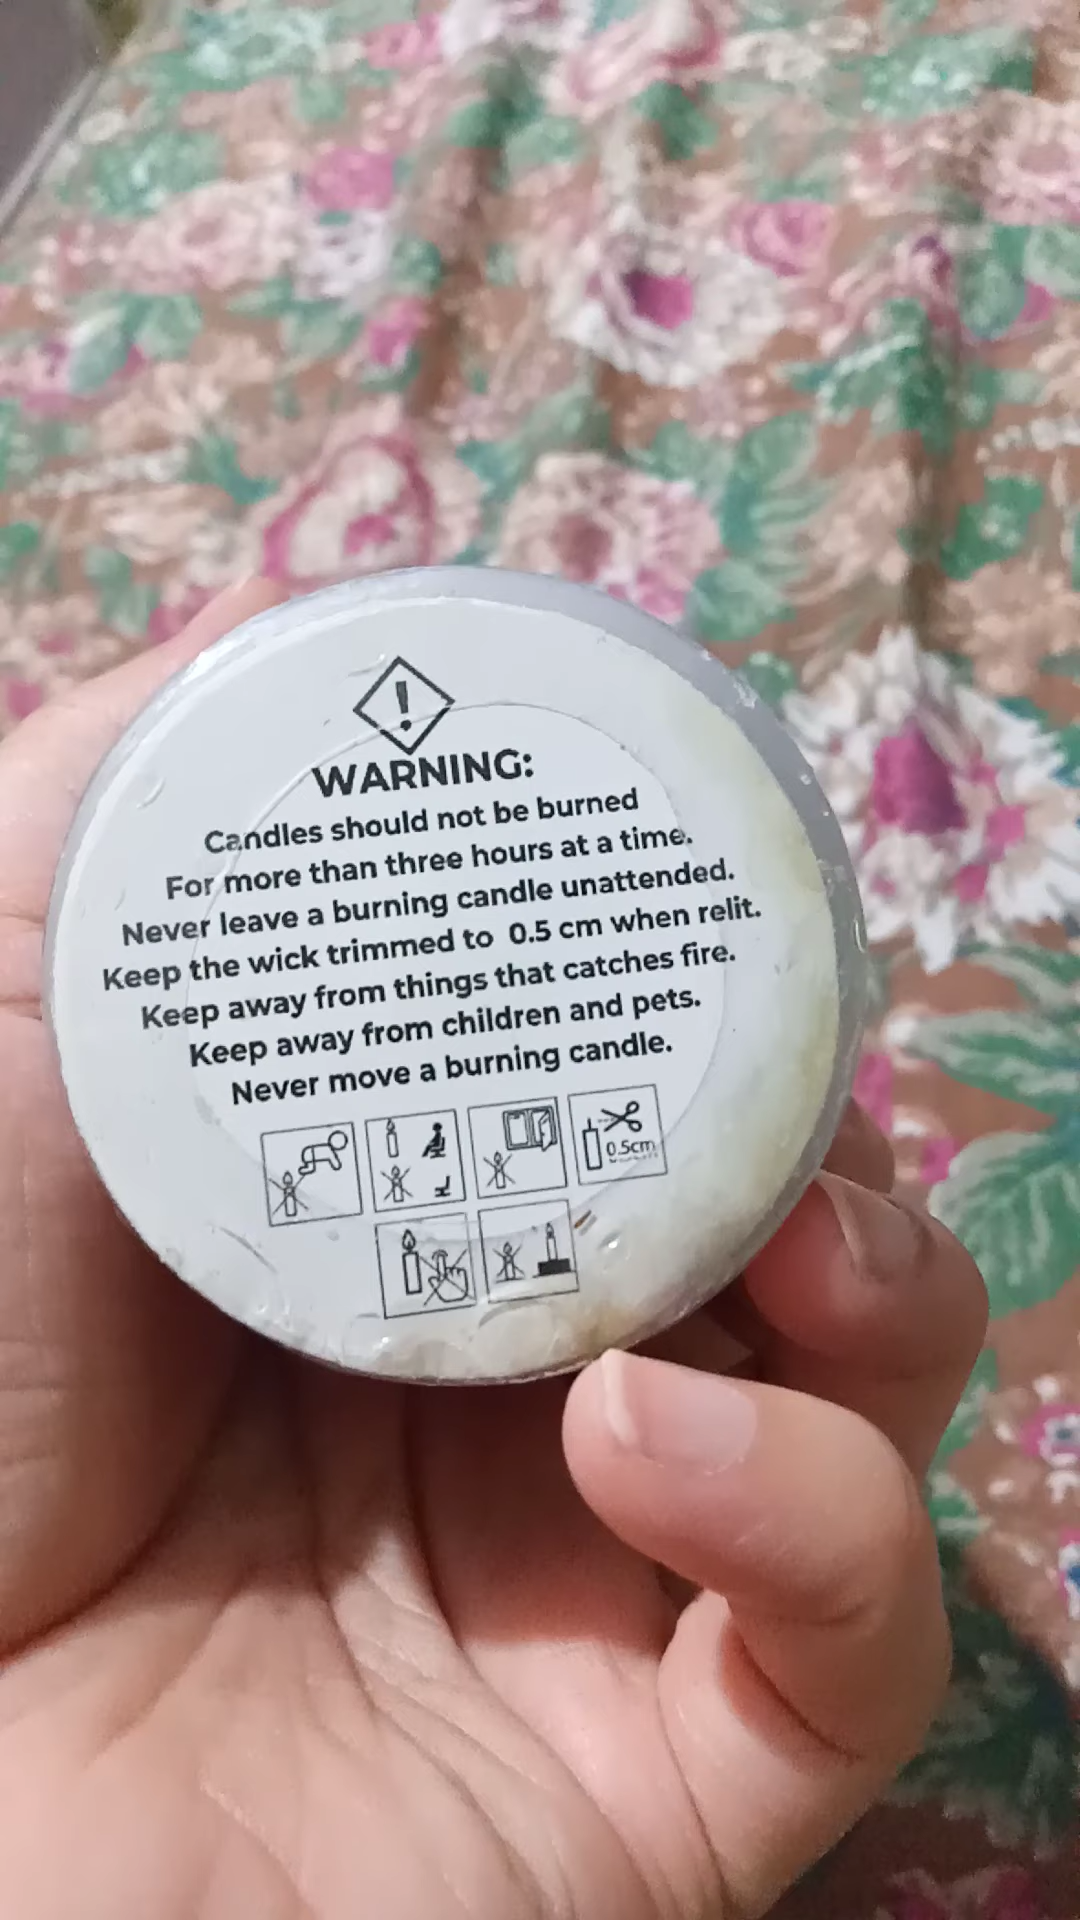 !
WARNING:
Candles should not be burned
For more than three hours at a time.
Never leave a burning candle unattended.
Keep the wick trimmed to 0.5 cm when relit.
Keep away from things that catches fire.
Keep away from children and pets.
Never move a burning candle.
0.5cm